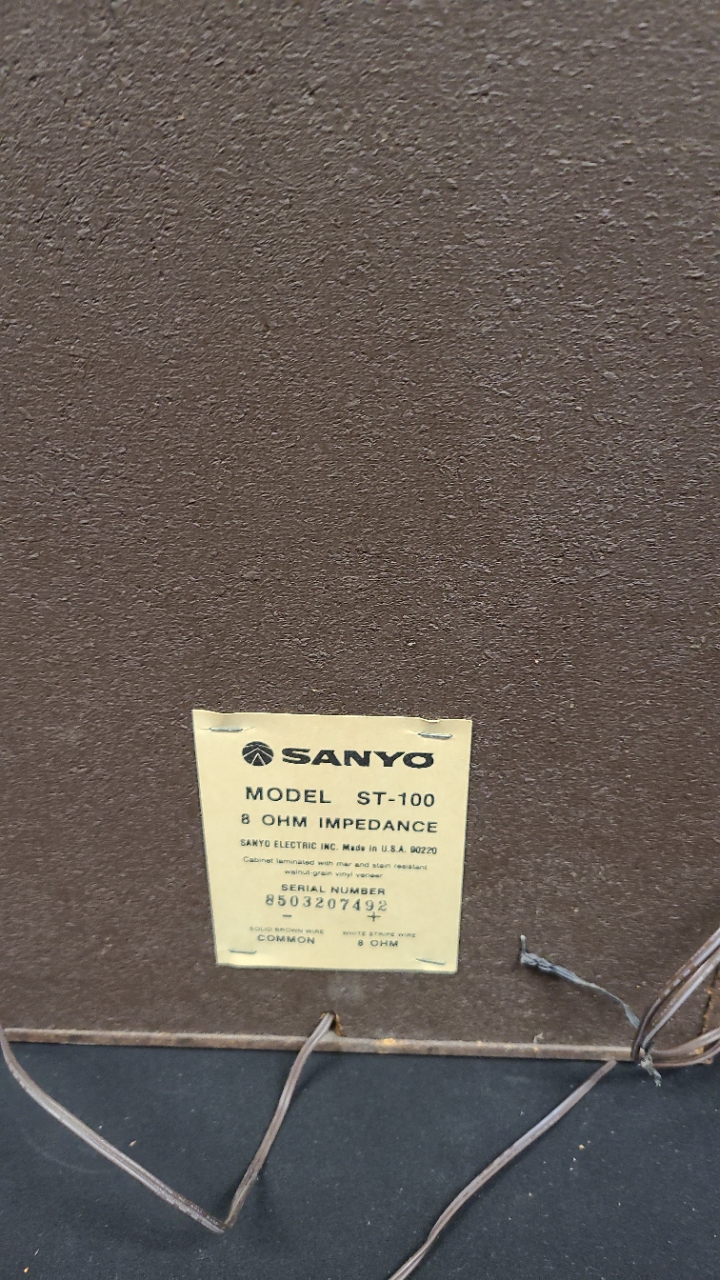 SANYO
MODEL ST-100
8 OHM IMPEDANCE
SANYO ELECTRIC INC. Made in U.S.A. 90220
Cabinet laminated with mar and stain resistant
walnut-grain vinyl veneer
SERIAL NUMBER
8503207492
− +
SOLID BROWN WIRE WHITE STRIPE WIRE
COMMON 8 OHM